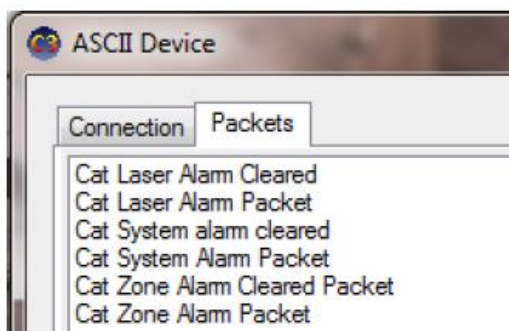 ASCII Device
Connection Packets
Cat Laser Alarm Cleared
Cat Laser Alarm Packet
Cat System alarm cleared
Cat System Alarm Packet
Cat Zone Alarm Cleared Packet
Cat Zone Alarm Packet